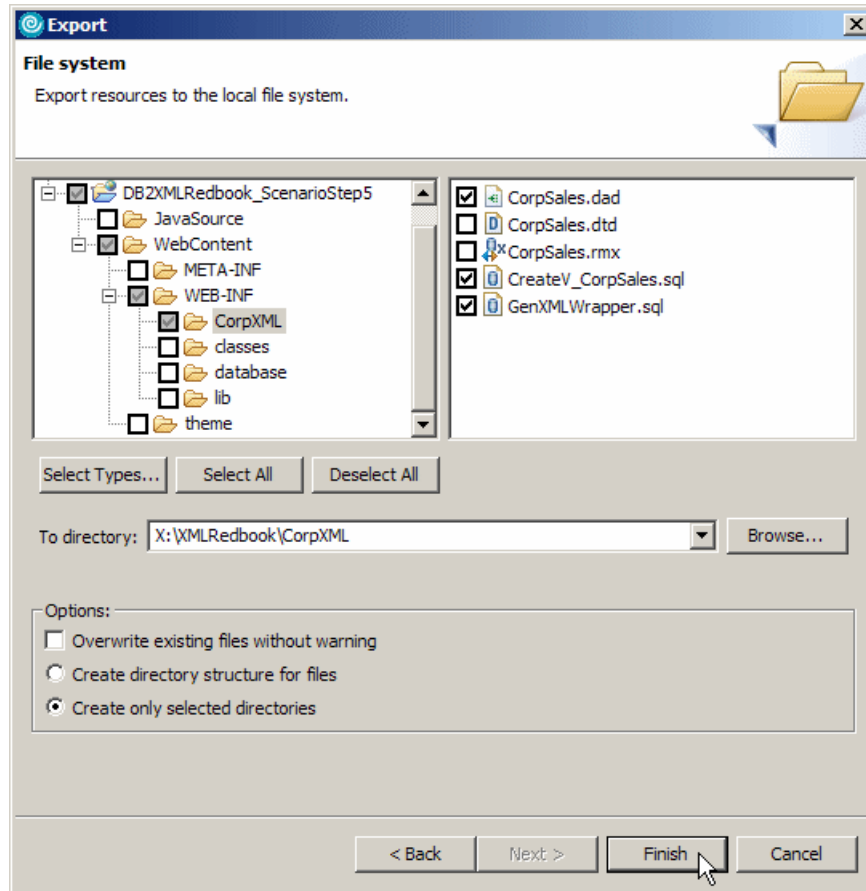 Export
File system
Export resources to the local file system.
DB2XMLRedbook_ScenarioStep5
JavaSource
WebContent
META-INF
WEB-INF
CorpXML
classes
database
lib
theme
CorpSales.dad
CorpSales.dtd
CorpSales.rmx
CreateV_CorpSales.sql
GenXMLWrapper.sql
Select Types... Select All Deselect All
To directory: X:\XMLRedbook\CorpXML Browse...
Options:
Overwrite existing files without warning
Create directory structure for files
Create only selected directories
< Back Next > Finish Cancel